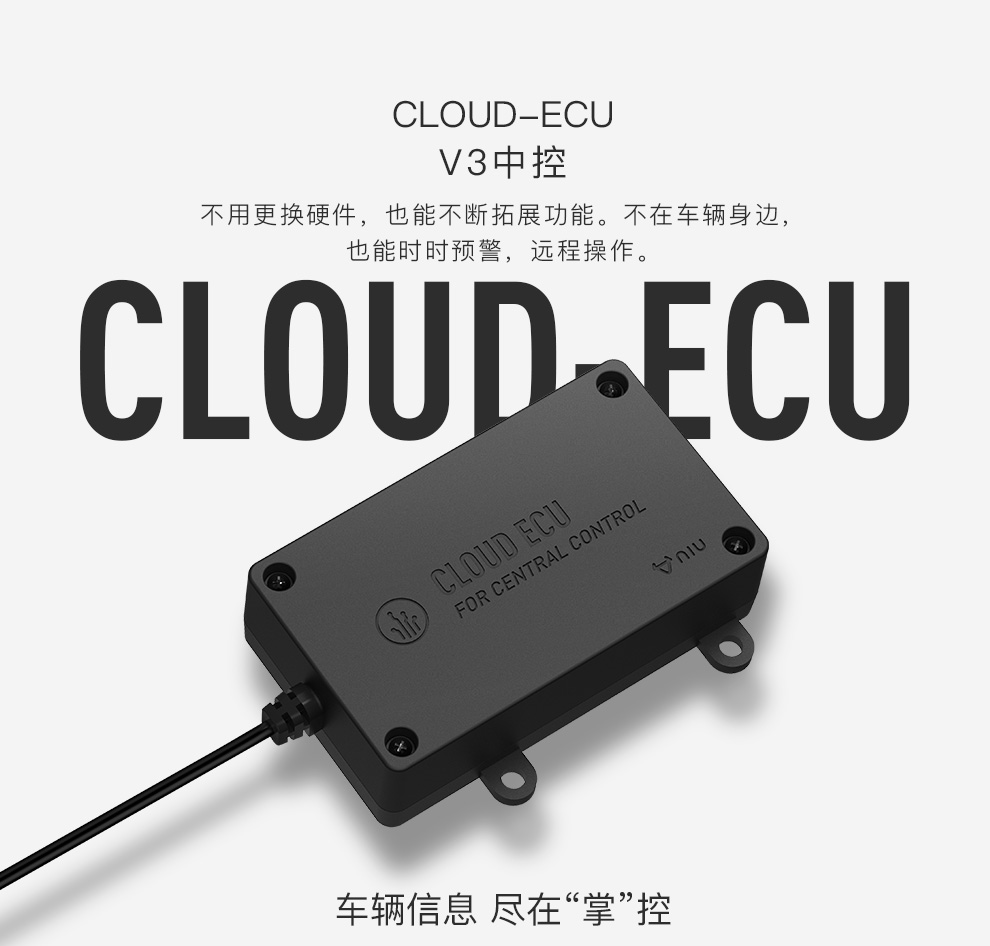 CLOUD-ECU
V3中控
不用更换硬件，也能不断拓展功能。不在车辆身边，
也能时时预警，远程操作。
CLOUD-ECU
CLOUD ECU
FOR CENTRAL CONTROL
NIU
车辆信息 尽在“掌”控